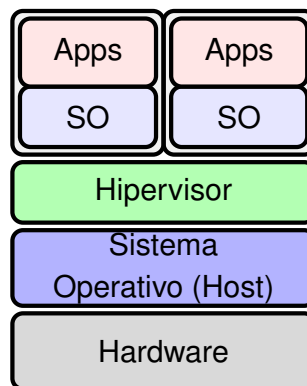 Apps Apps
SO SO
Hipervisor
Sistema
Operativo (Host)
Hardware